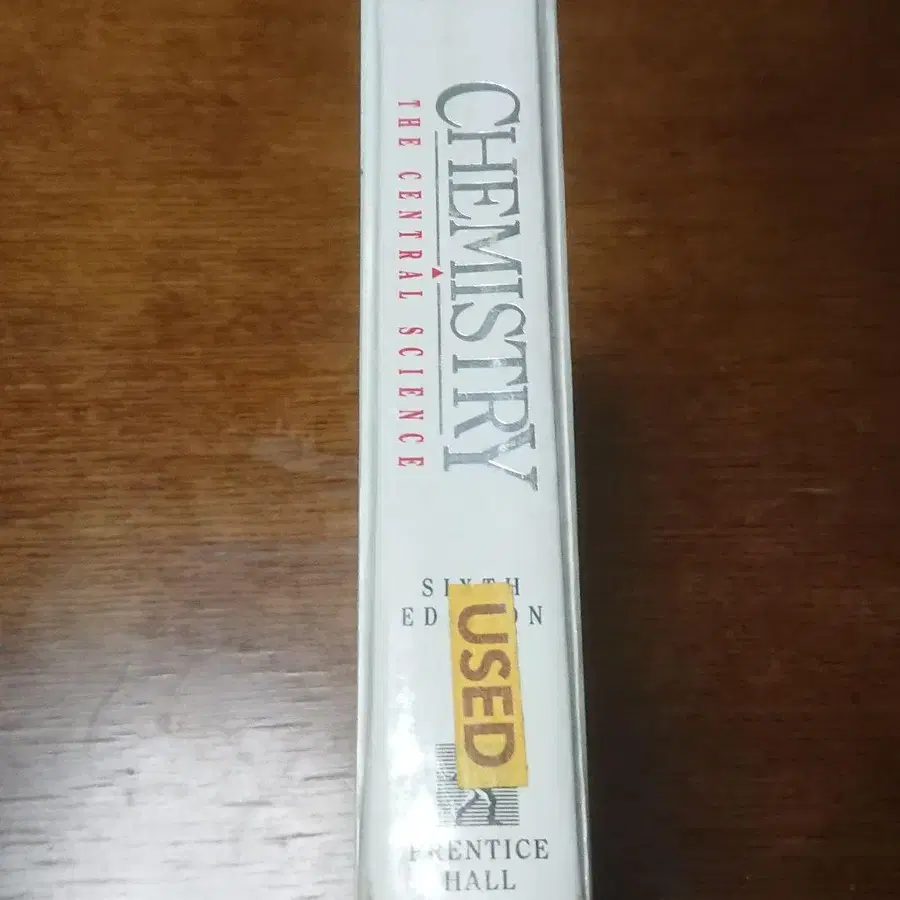 CHEMISTRY
THE CENTRAL SCIENCE
SIXTH
EDITION
USED
PRENTICE
HALL